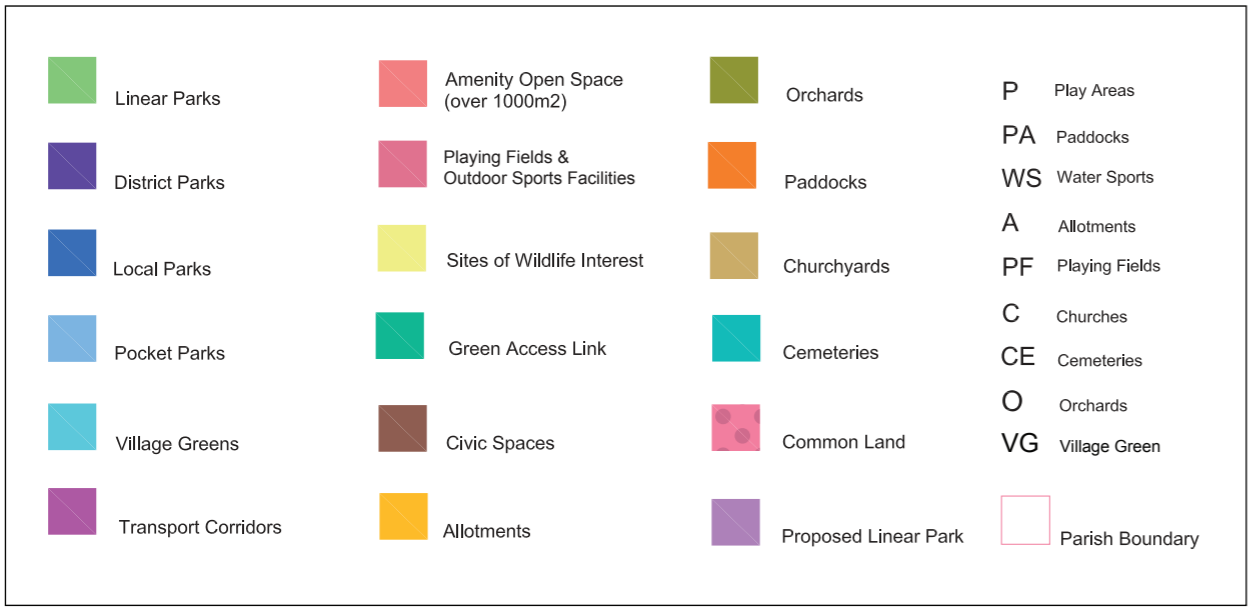 Linear Parks
District Parks
Local Parks
Pocket Parks
Village Greens
Transport Corridors
Amenity Open Space
(over 1000m2)
Playing Fields &
Outdoor Sports Facilities
Sites of Wildlife Interest
Green Access Link
Civic Spaces
Allotments
Orchards
Paddocks
Churchyards
Cemeteries
Common Land
Proposed Linear Park
P Play Areas
PA Paddocks
WS Water Sports
A Allotments
PF Playing Fields
C Churches
CE Cemeteries
O Orchards
VG Village Green
Parish Boundary